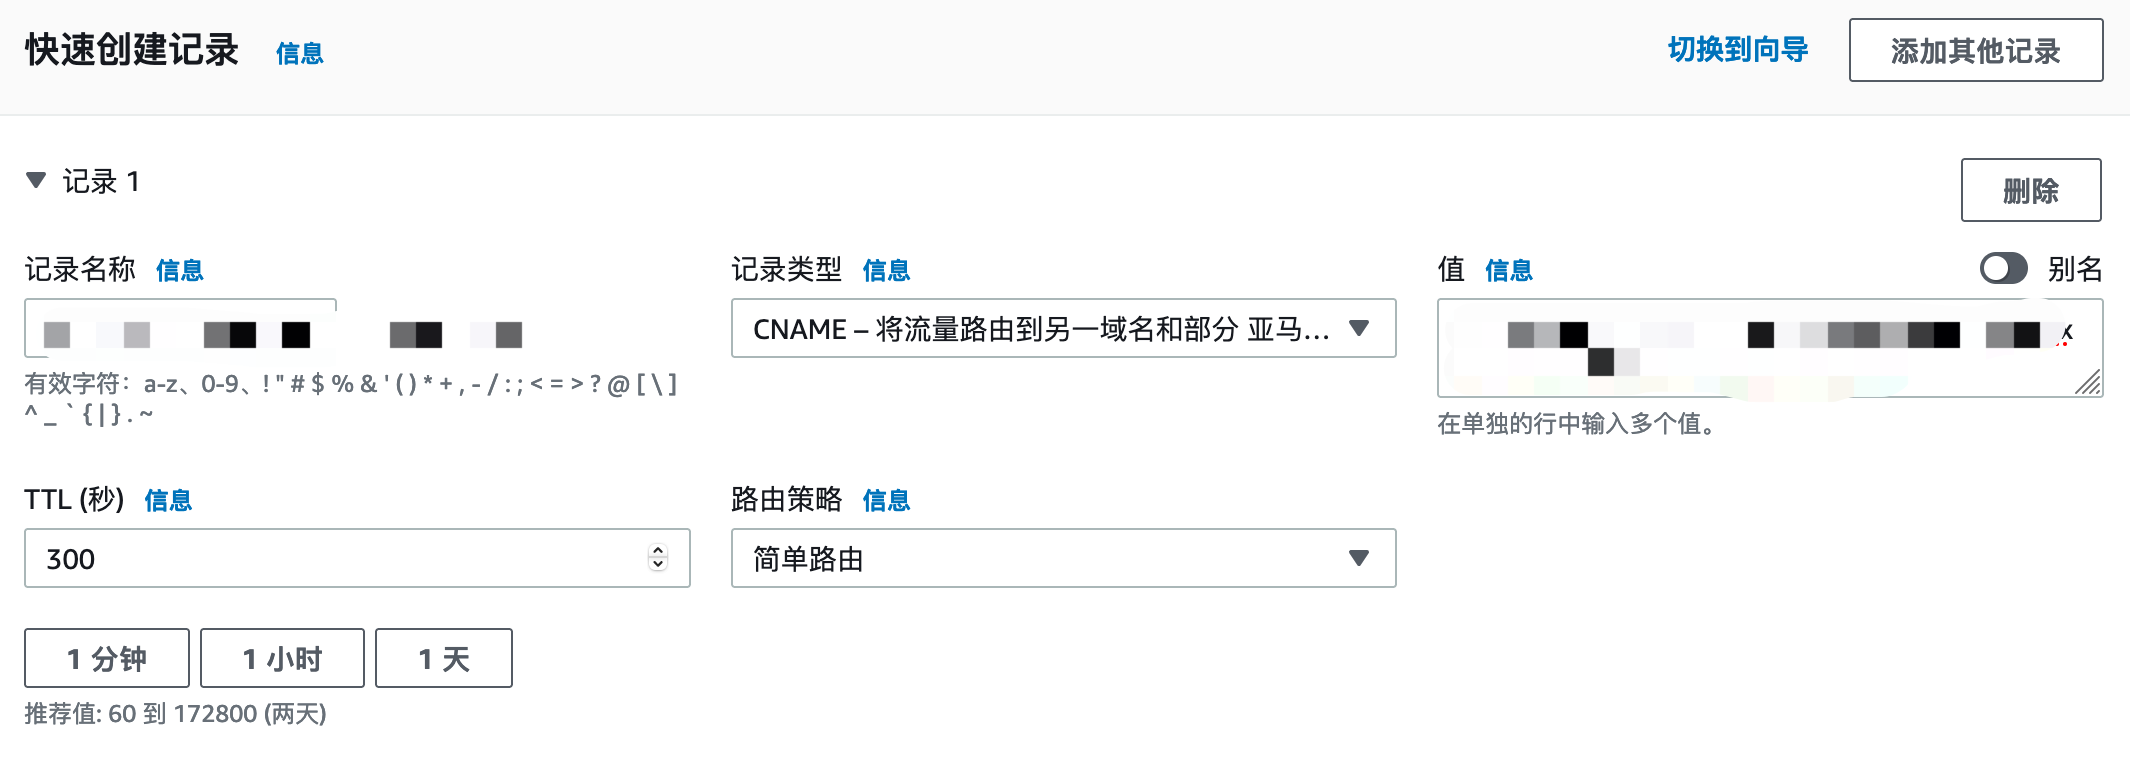 快速创建记录 信息 切换到向导 添加其他记录
记录 1 删除
记录名称 信息 记录类型 信息 值 信息 别名
CNAME – 将流量路由到另一域名和部分 亚马...
有效字符：a-z、0-9、! " # $ % & ' ( ) * + , - / : ; < = > ? @ [ \ ]
^ _ ` { | } . ~
在单独的行中输入多个值。
TTL (秒) 信息 路由策略 信息
300 简单路由
1 分钟 1 小时 1 天
推荐值: 60 到 172800 (两天)